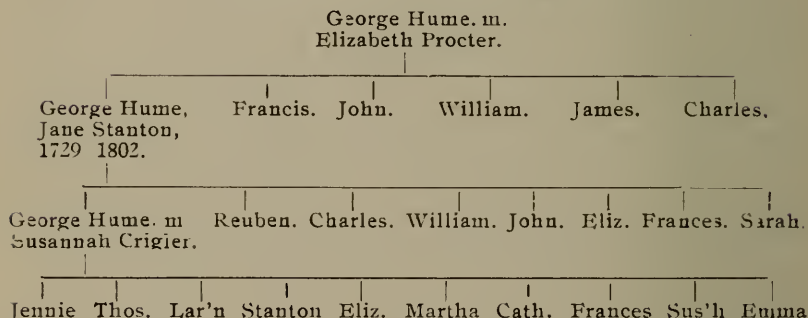 George Hume. m.
Elizabeth Procter.
George Hume, Francis. John. William. James. Charles.
Jane Stanton,
1729 1802.
George Hume. m Reuben. Charles. William. John. Eliz. Frances. Sarah.
Susannah Crigier.
Jennie Thos. Lar'n Stanton Eliz. Martha Cath. Frances Sus'h Emma